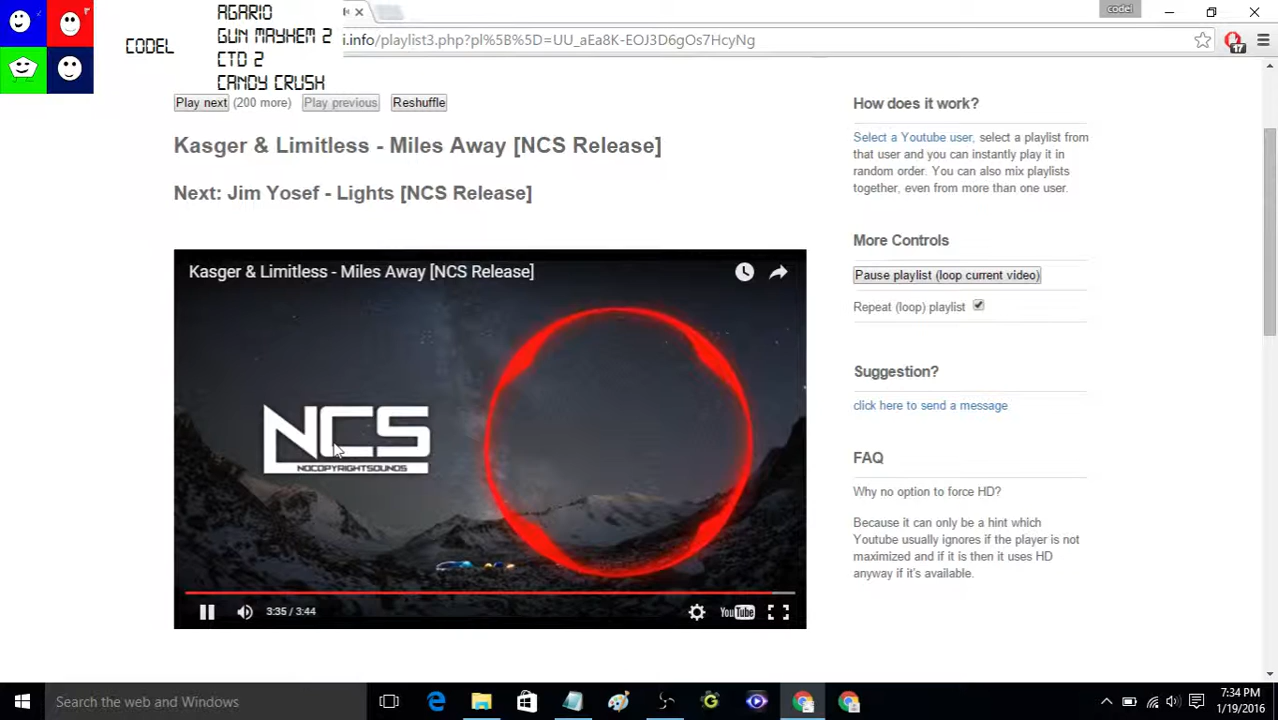 AGARIO
GUN MAYHEM 2
CODEL
CTD 2
CANDY CRUSH
codel
i.info/playlist3.php?pl%5B%5D=UU_aEa8K-EOJ3D6gOs7HcyNg
17
Play next (200 more) Play previous Reshuffle
Kasger & Limitless - Miles Away [NCS Release]
Next: Jim Yosef - Lights [NCS Release]
Kasger & Limitless - Miles Away [NCS Release]
NCS
NOCOPYRIGHTSOUNDS
3:35 / 3:44
YouTube
How does it work?
Select a Youtube user, select a playlist from
that user and you can instantly play it in
random order. You can also mix playlists
together, even from more than one user.
More Controls
Pause playlist (loop current video)
Repeat (loop) playlist
Suggestion?
click here to send a message
FAQ
Why no option to force HD?
Because it can only be a hint which
Youtube usually ignores if the player is not
maximized and if it is then it uses HD
anyway if it's available.
Search the web and Windows
7:34 PM
1/19/2016